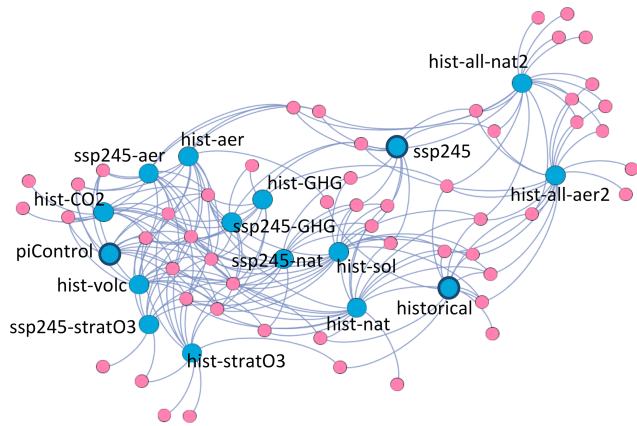 hist-all-nat2
hist-aer
ssp245-aer
ssp245
hist-GHG
hist-all-aer2
hist-CO2
ssp245-GHG
piControl
ssp245-nat
hist-sol
hist-volc
historical
ssp245-stratO3
hist-nat
hist-stratO3